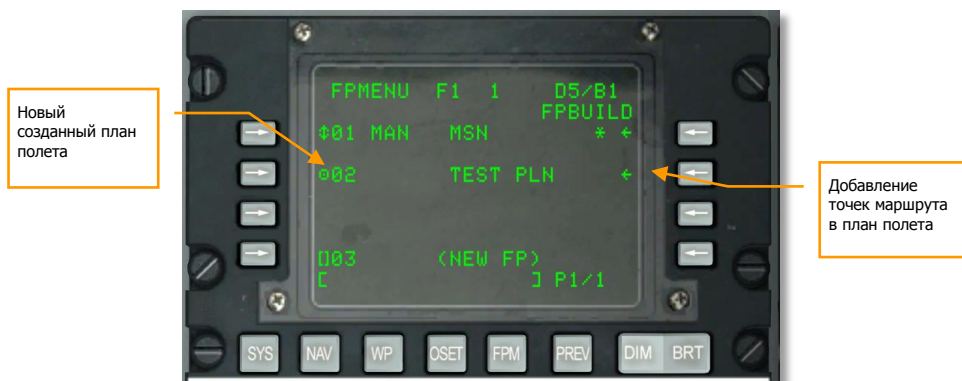 Новый
созданный план
полета
FPMENU F1 1 D5/B1
FPBUILD
01 MAN MSN * ←
02 TEST PLN ←
[]03 (NEW FP)
[ ] P1/1
Добавление
точек маршрута
в план полета
SYS NAV WP OSET FPM PREV DIM BRT